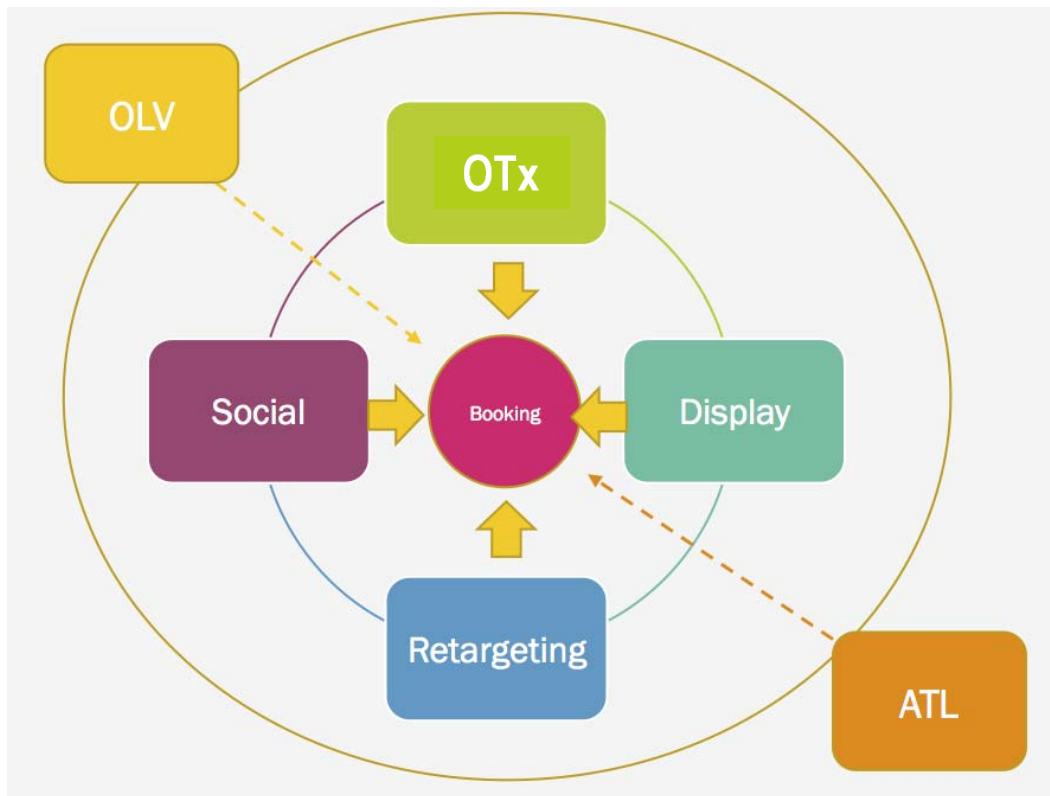 OLV
OTx
Social
Booking
Display
Retargeting
ATL